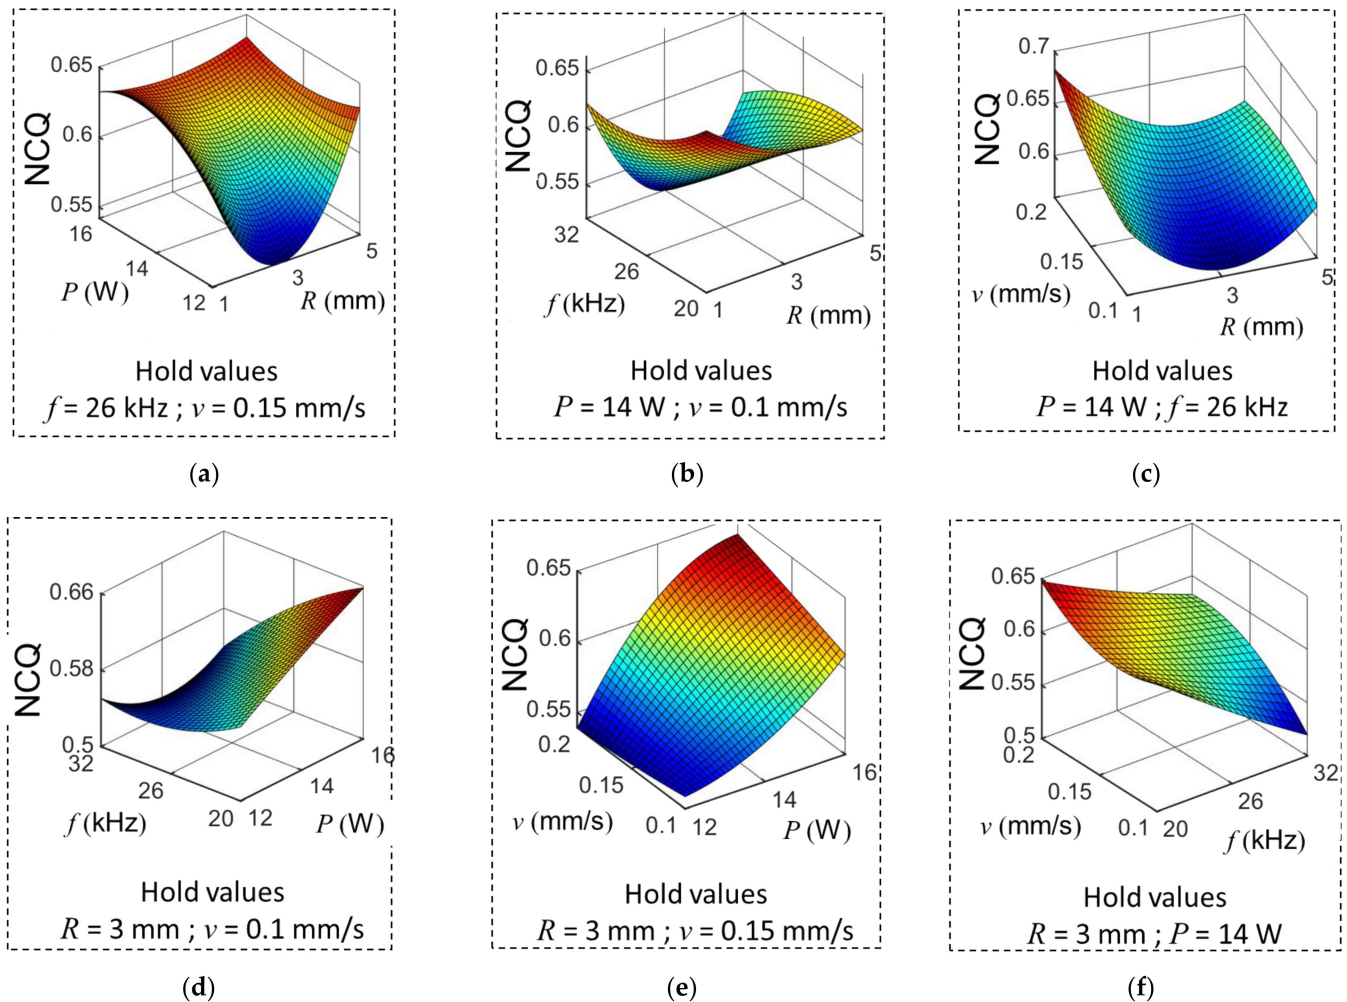 0.65
0.6
0.55
NCQ
16
14
12
1
3
5
P (W)
R (mm)
Hold values
f = 26 kHz ; v = 0.15 mm/s
(a)
0.65
0.6
0.55
NCQ
32
26
20
1
3
5
f (kHz)
R (mm)
Hold values
P = 14 W ; v = 0.1 mm/s
(b)
0.7
0.65
0.6
NCQ
0.2
0.15
0.1
1
3
5
v (mm/s)
R (mm)
Hold values
P = 14 W ; f = 26 kHz
(c)
0.66
0.58
0.5
NCQ
32
26
20
12
14
16
f (kHz)
P (W)
Hold values
R = 3 mm ; v = 0.1 mm/s
(d)
0.65
0.6
0.55
NCQ
0.2
0.15
0.1
12
14
16
v (mm/s)
P (W)
Hold values
R = 3 mm ; v = 0.15 mm/s
(e)
0.65
0.6
0.55
0.5
NCQ
0.2
0.15
0.1
20
26
32
v (mm/s)
f (kHz)
Hold values
R = 3 mm ; P = 14 W
(f)